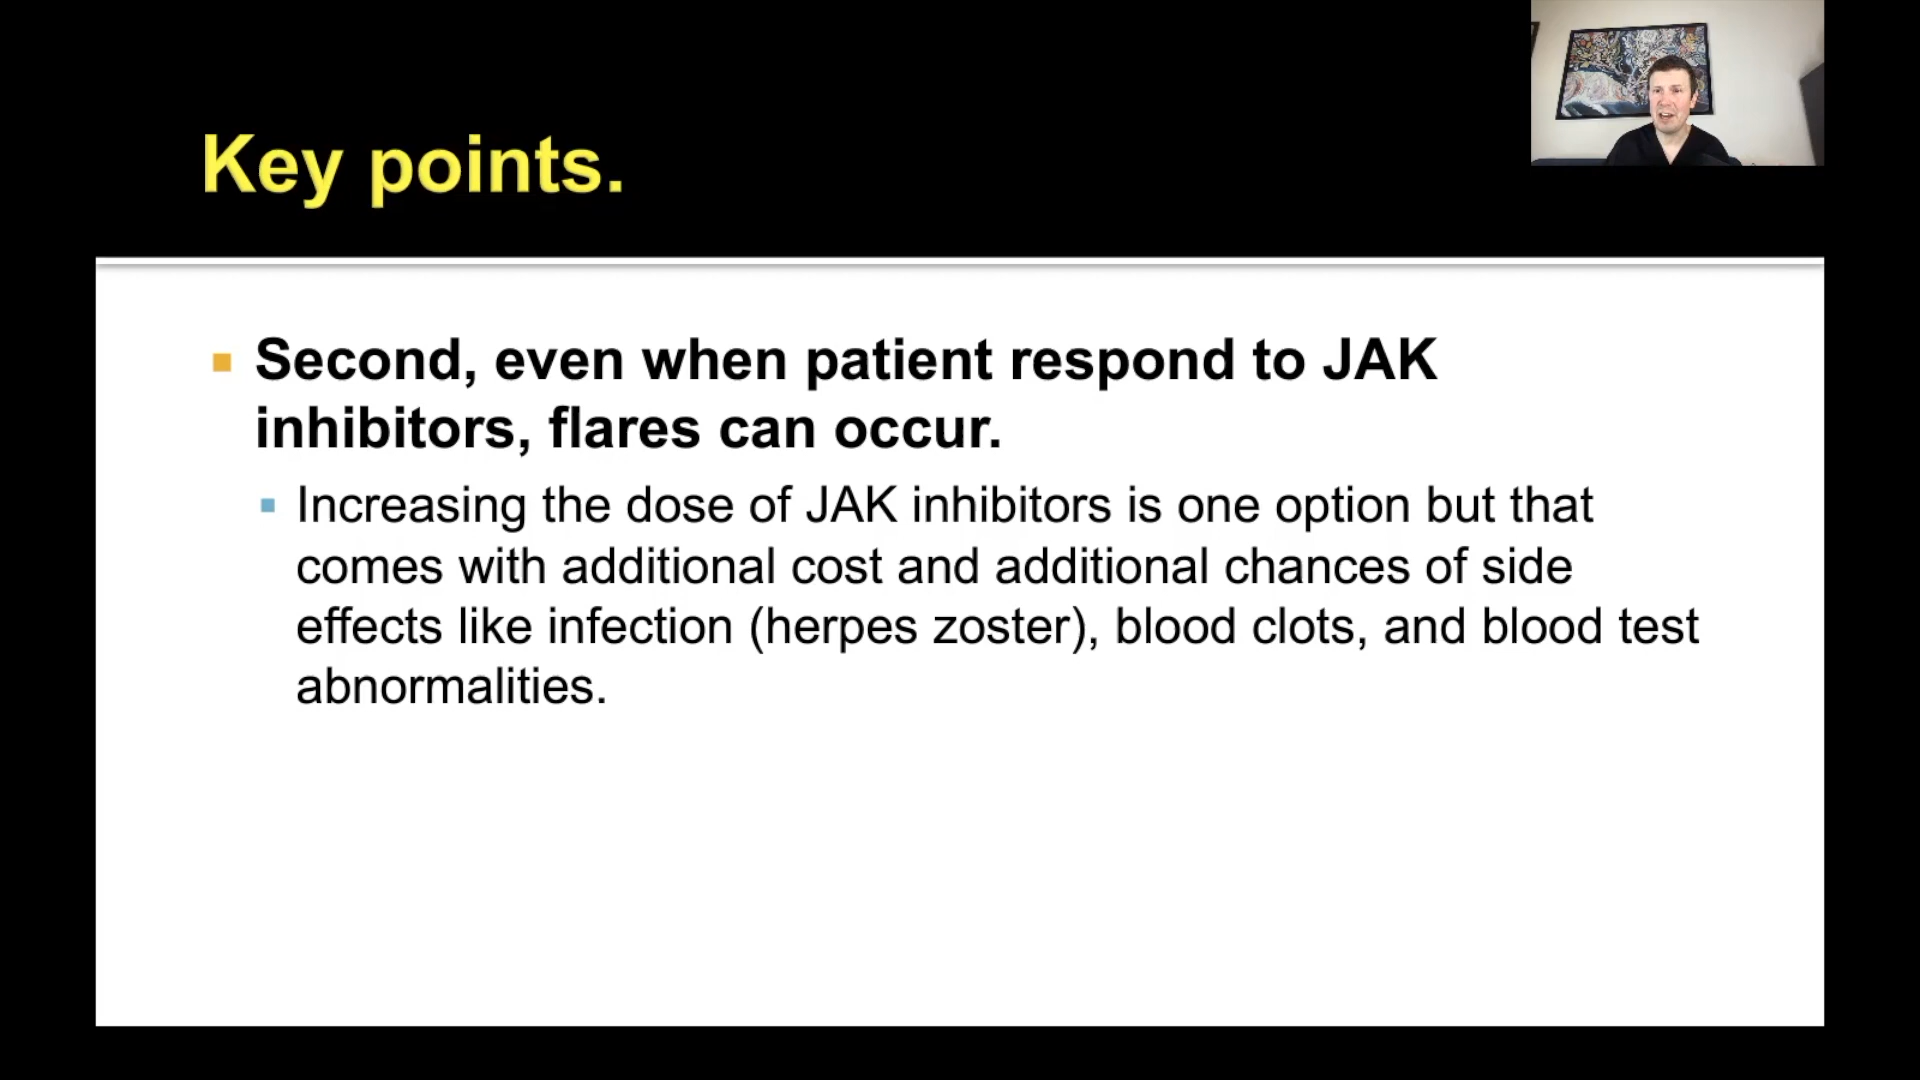 Key points.
Second, even when patient respond to JAK
inhibitors, flares can occur.
Increasing the dose of JAK inhibitors is one option but that
comes with additional cost and additional chances of side
effects like infection (herpes zoster), blood clots, and blood test
abnormalities.